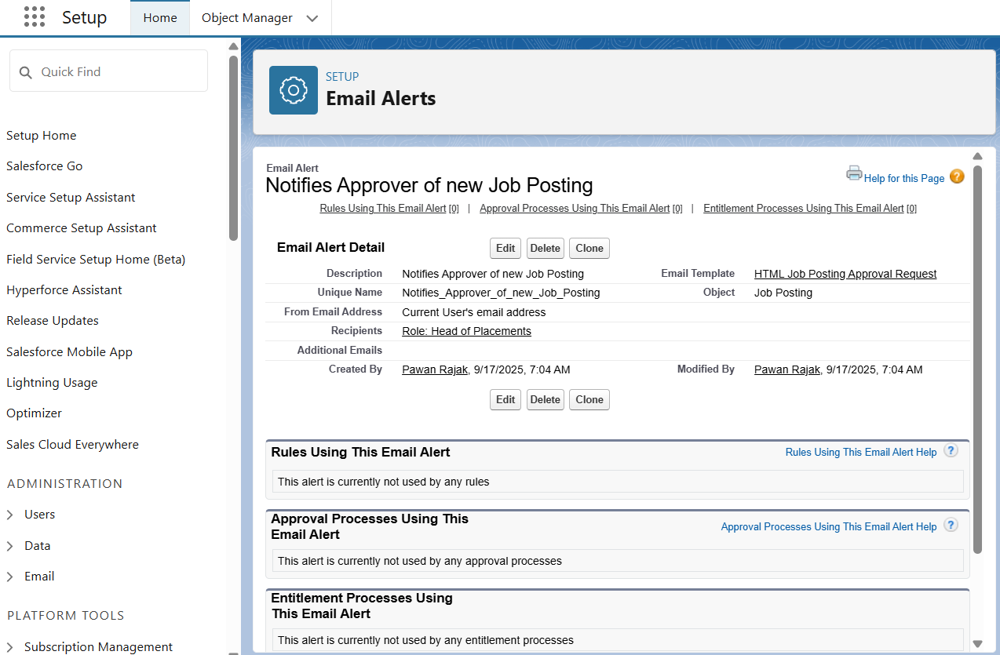 Setup Home Object Manager
Quick Find
Setup Home
Salesforce Go
Service Setup Assistant
Commerce Setup Assistant
Field Service Setup Home (Beta)
Hyperforce Assistant
Release Updates
Salesforce Mobile App
Lightning Usage
Optimizer
Sales Cloud Everywhere
ADMINISTRATION
Users
Data
Email
PLATFORM TOOLS
Subscription Management
SETUP
Email Alerts
Email Alert
Notifies Approver of new Job Posting
Help for this Page ?
Rules Using This Email Alert [0] | Approval Processes Using This Email Alert [0] | Entitlement Processes Using This Email Alert [0]
Email Alert Detail Edit Delete Clone
Description Notifies Approver of new Job Posting Email Template HTML Job Posting Approval Request
Unique Name Notifies_Approver_of_new_Job_Posting Object Job Posting
From Email Address Current User's email address
Recipients Role: Head of Placements
Additional Emails
Created By Pawan Rajak, 9/17/2025, 7:04 AM Modified By Pawan Rajak, 9/17/2025, 7:04 AM
Edit Delete Clone
Rules Using This Email Alert Rules Using This Email Alert Help ?
This alert is currently not used by any rules
Approval Processes Using This
Email Alert
Approval Processes Using This Email Alert Help ?
This alert is currently not used by any approval processes
Entitlement Processes Using
This Email Alert
This alert is currently not used by any entitlement processes